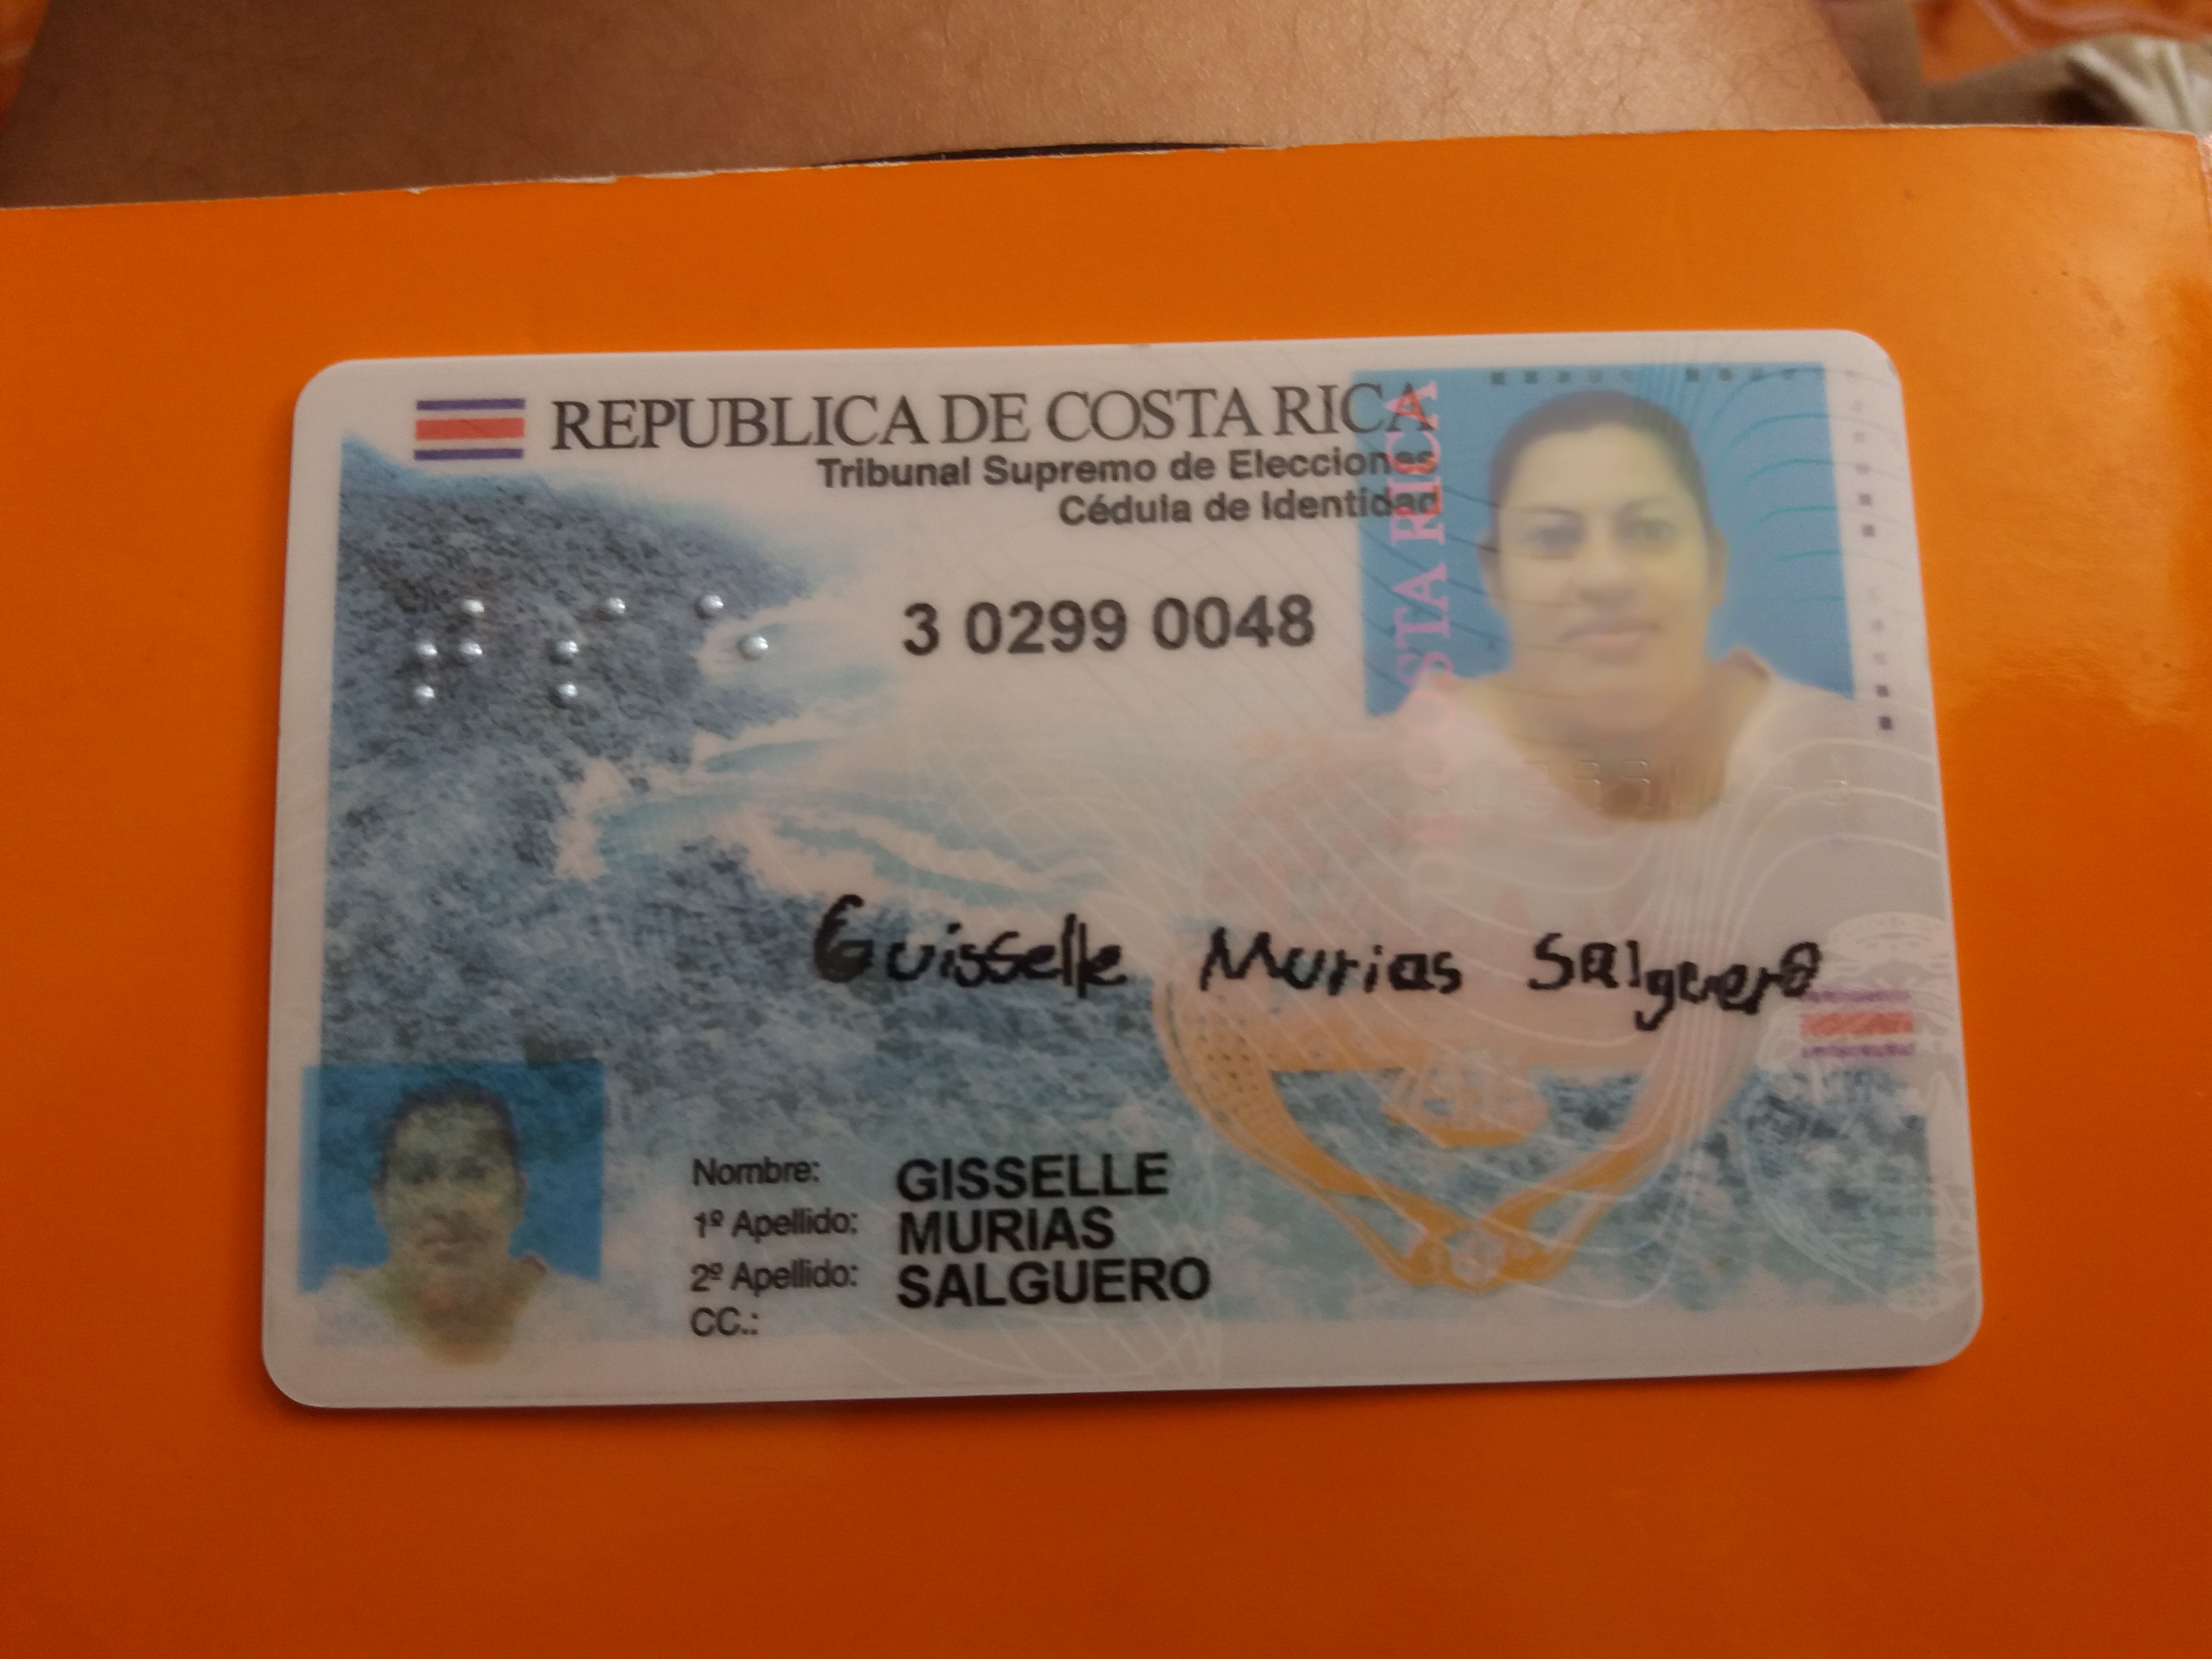 REPUBLICA DE COSTA RICA
Tribunal Supremo de Elecciones
Cédula de Identidad
3 0299 0048
DE COSTA RICA
Guisselle Murias Salguero
Nombre: GISSELLE
1º Apellido: MURIAS
2º Apellido: SALGUERO
CC.: